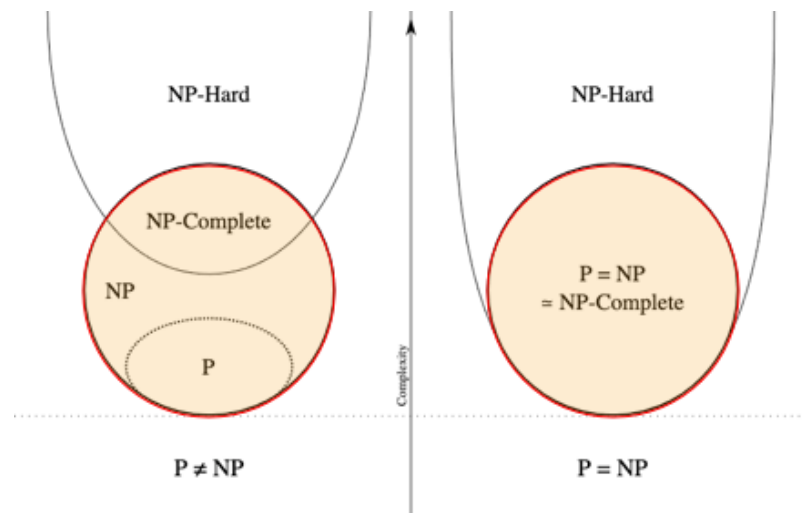 NP-Hard
NP-Complete
NP
P
P ≠ NP
Complexity
NP-Hard
P = NP
≃ NP-Complete
P = NP